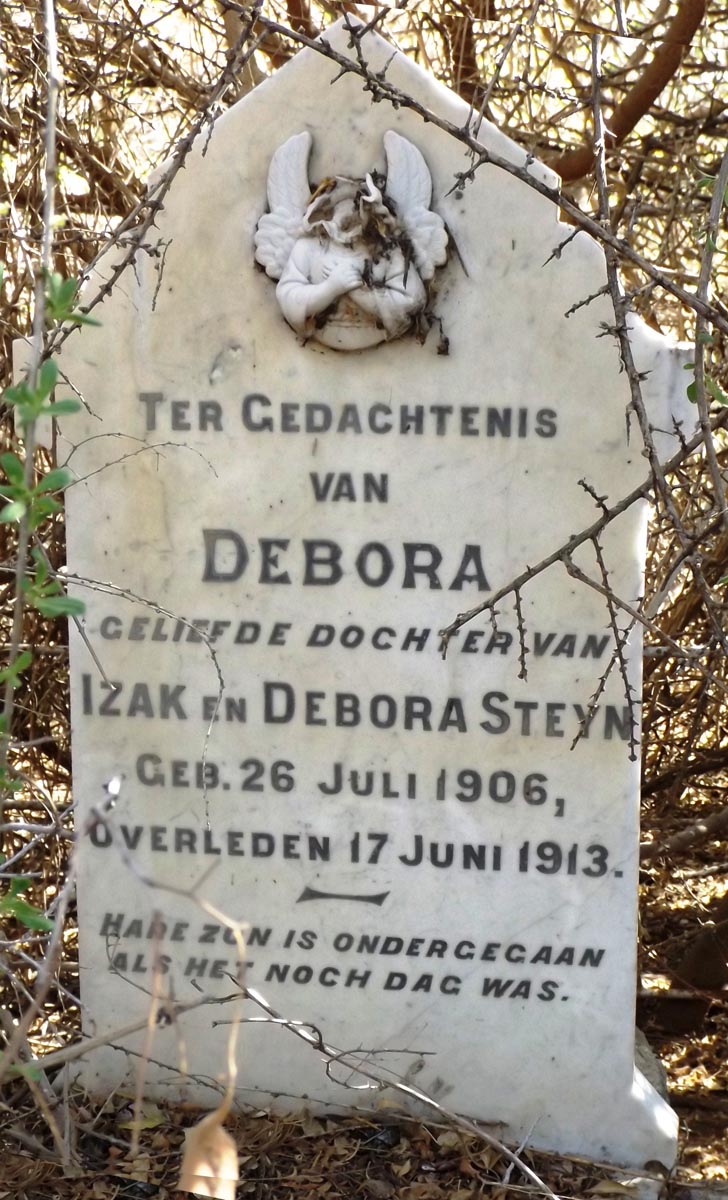 TER GEDACHTENIS
VAN
DEBORA
GELIEFDE DOCHTER VAN
IZAK EN DEBORA STEYN
GEB. 26 JULI 1906,
OVERLEDEN 17 JUNI 1913.
HARE ZON IS ONDERGEGAAN
ALS HET NOCH DAG WAS.